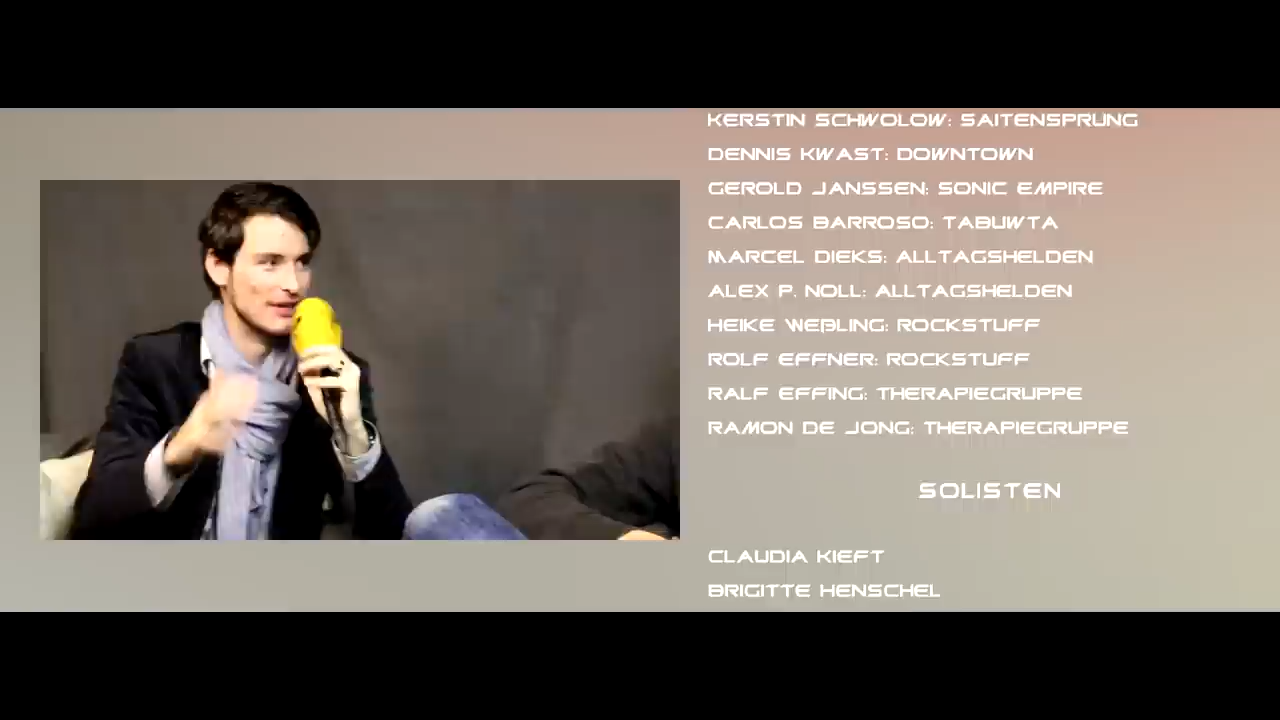 KERSTIN SCHWOLOW: SAITENSPRUNG
DENNIS KWAST: DOWNTOWN
GEROLD JANSSEN: SONIC EMPIRE
CARLOS BARROSO: TABUWTA
MARCEL DIEKS: ALLTAGSHELDEN
ALEX P. NOLL: ALLTAGSHELDEN
HEIKE WEßLING: ROCKSTUFF
ROLF EFFNER: ROCKSTUFF
RALF EFFING: THERAPIEGRUPPE
RAMON DE JONG: THERAPIEGRUPPE
SOLISTEN
CLAUDIA KIEFT
BRIGITTE HENSCHEL